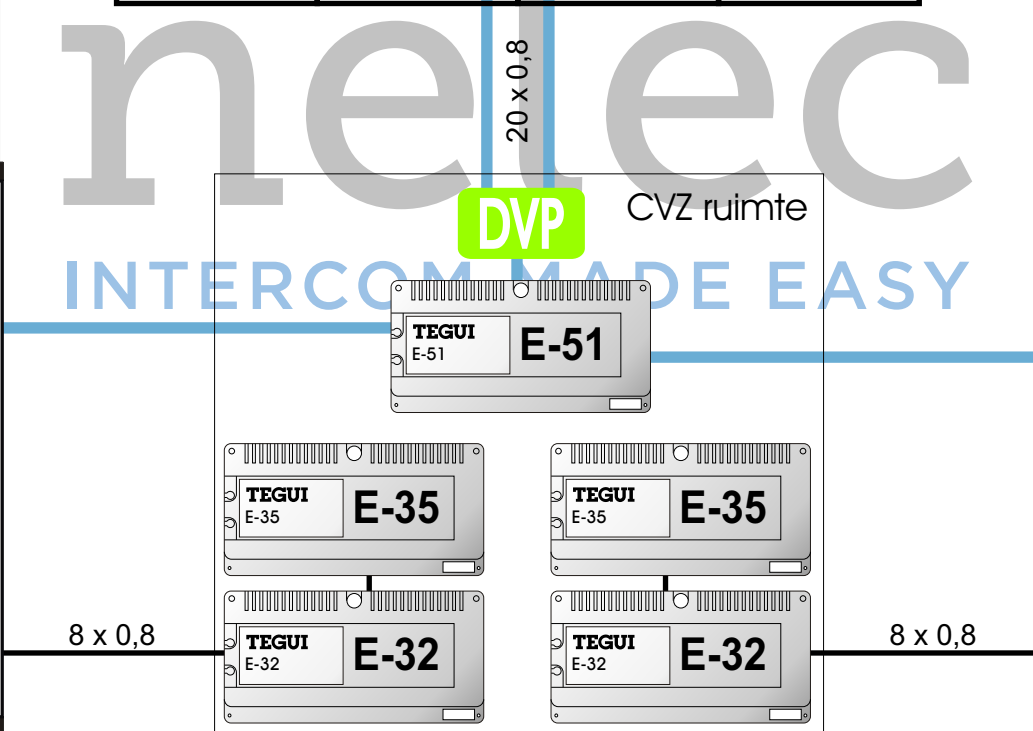 nelec
20 x 0,8
DVP
CVZ ruimte
INTERCOM MADE EASY
TEGUI
E-51
E-51
TEGUI
E-35
E-35
TEGUI
E-35
E-35
8 x 0,8
TEGUI
E-32
E-32
TEGUI
E-32
E-32
8 x 0,8